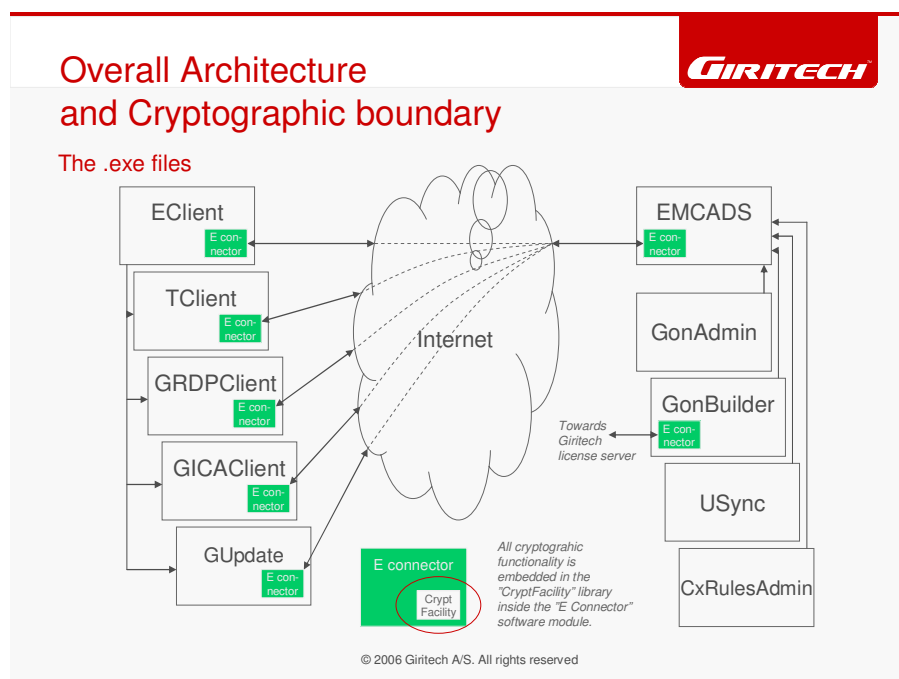 Overall Architecture
and Cryptographic boundary
GIRITECH™
The .exe files
EClient
E con-
nector
TClient
E con-
nector
GRDPClient
E con-
nector
GICAClient
E con-
nector
GUpdate
E con-
nector
Internet
EMCADS
E con-
nector
GonAdmin
GonBuilder
E con-
nector
Towards
Giritech
license server
USync
CxRulesAdmin
E connector
Crypt
Facility
All cryptograhic
functionality is
embedded in the
"CryptFacility" library
inside the "E Connector"
software module.
© 2006 Giritech A/S. All rights reserved